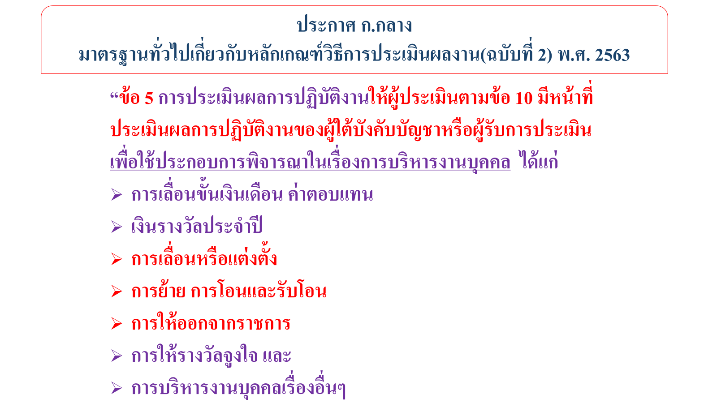 ประกาศ ก.กลาง
มาตรฐานทั่วไปเกี่ยวกับหลักเกณฑ์วิธีการประเมินผลงาน(ฉบับที่ 2) พ.ศ. 2563
“ข้อ 5 การประเมินผลการปฏิบัติงานให้ผู้ประเมินตามข้อ 10 มีหน้าที่
ประเมินผลการปฏิบัติงานของผู้ใต้บังคับบัญชาหรือผู้รับการประเมิน
เพื่อใช้ประกอบการพิจารณาในเรื่องการบริหารงานบุคคล ได้แก่
➢ การเลื่อนขั้นเงินเดือน ค่าตอบแทน
➢ เงินรางวัลประจำปี
➢ การเลื่อนหรือแต่งตั้ง
➢ การย้าย การโอนและรับโอน
➢ การให้ออกจากราชการ
➢ การให้รางวัลจูงใจ และ
➢ การบริหารงานบุคคลเรื่องอื่นๆ